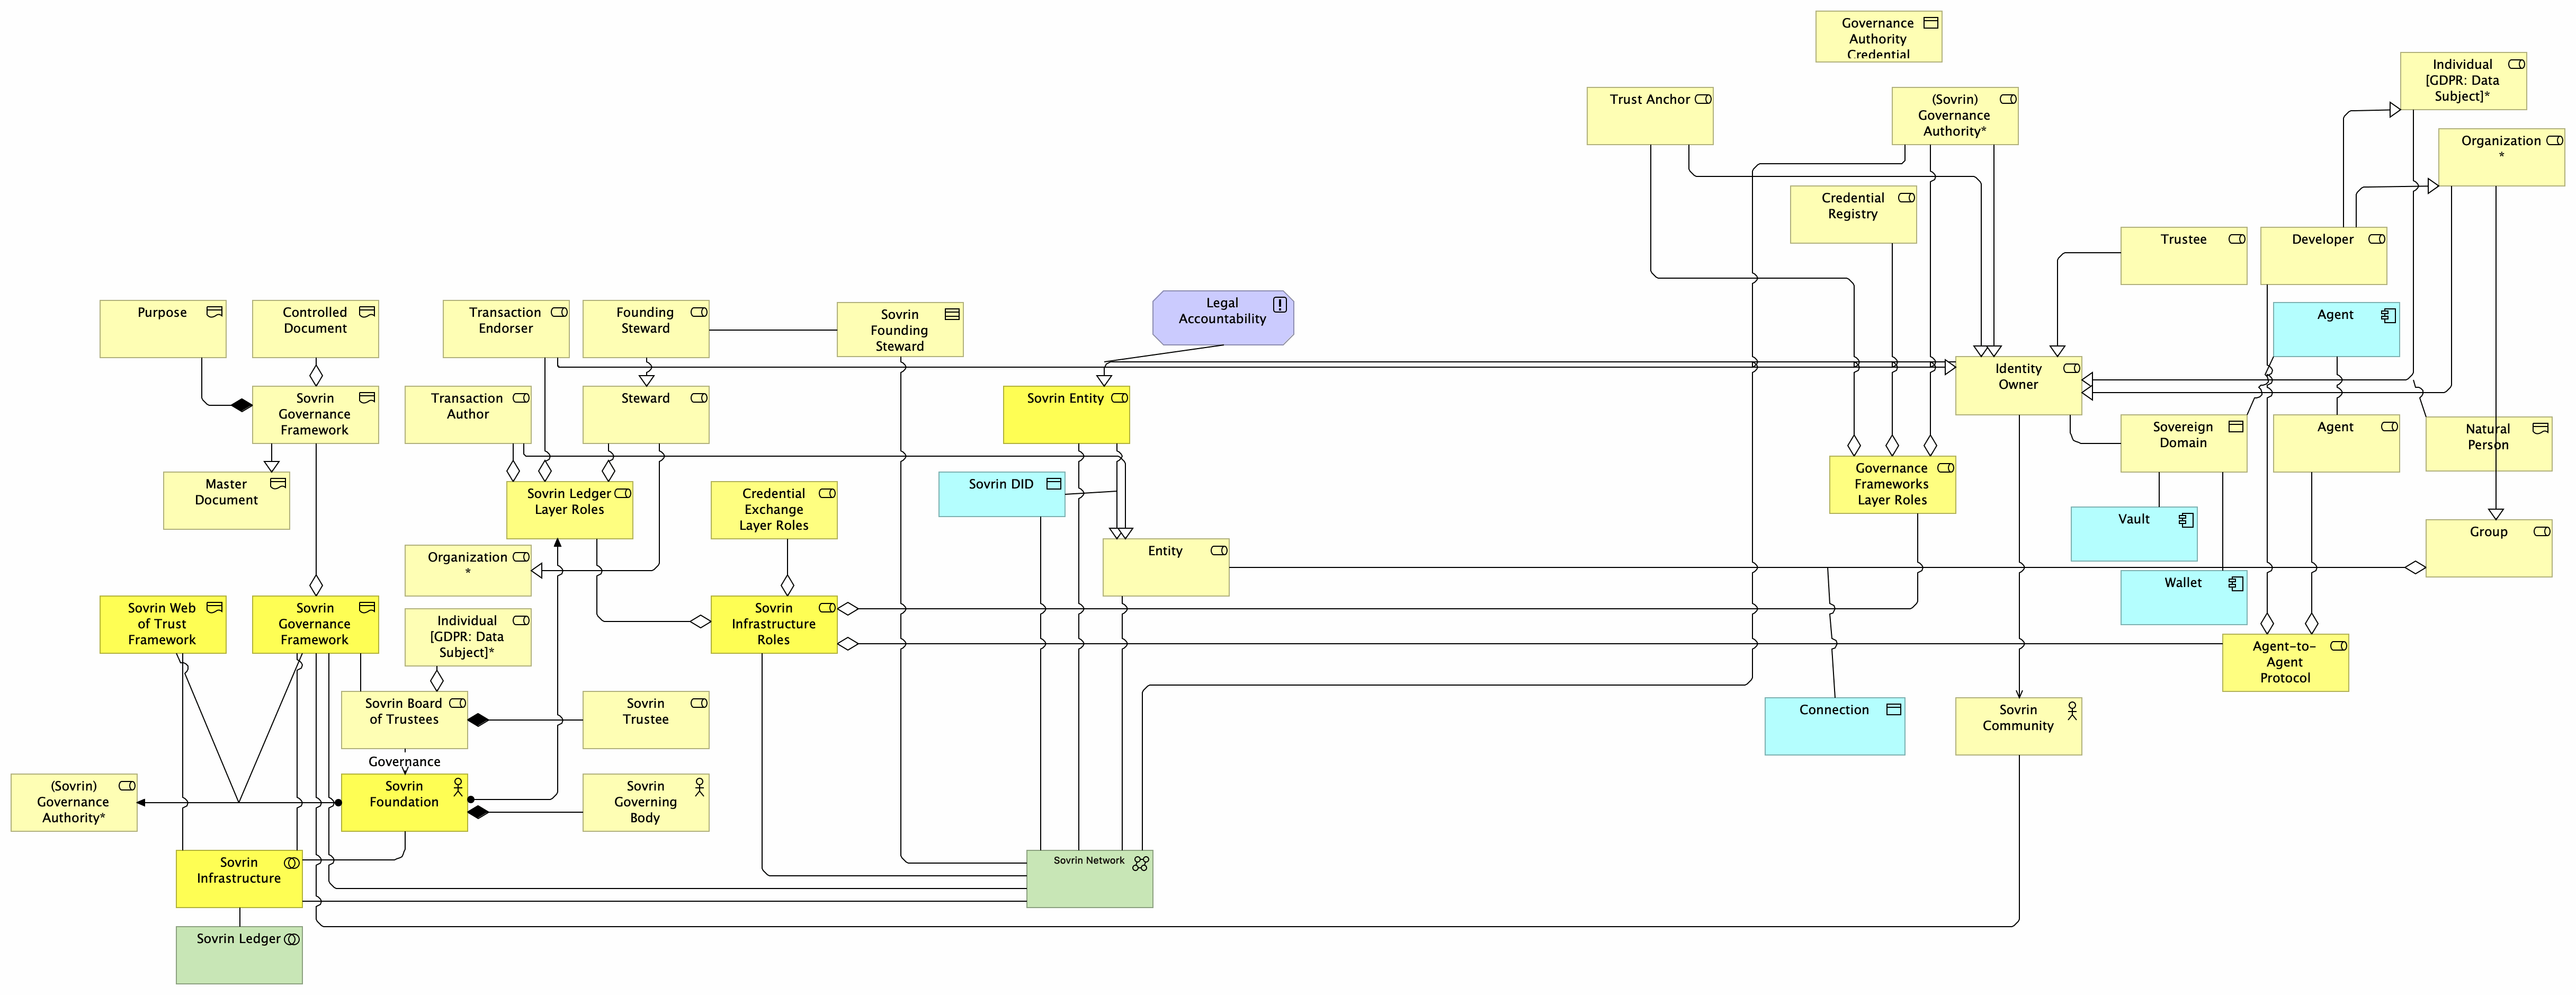 Governance
Authority
Credential
Individual
[GDPR: Data
Subject]*
Trust Anchor
(Sovrin)
Governance
Authority*
Organization
*
Credential
Registry
Trustee
Developer
Purpose
Controlled
Document
Transaction
Endorser
Founding
Steward
Sovrin
Founding
Steward
Legal
Accountability
Agent
Identity
Owner
Sovrin
Governance
Framework
Transaction
Author
Steward
Sovrin Entity
Sovereign
Domain
Agent
Natural
Person
Master
Document
Sovrin Ledger
Layer Roles
Credential
Exchange
Layer Roles
Sovrin DID
Governance
Frameworks
Layer Roles
Vault
Group
Organization
*
Entity
Wallet
Sovrin Web
of Trust
Framework
Sovrin
Governance
Framework
Individual
[GDPR: Data
Subject]*
Sovrin
Infrastructure
Roles
Agent-to-
Agent
Protocol
Sovrin Board
of Trustees
Sovrin
Trustee
Connection
Sovrin
Community
Governance
(Sovrin)
Governance
Authority*
Sovrin
Foundation
Sovrin
Governing
Body
Sovrin
Infrastructure
Sovrin Network
Sovrin Ledger